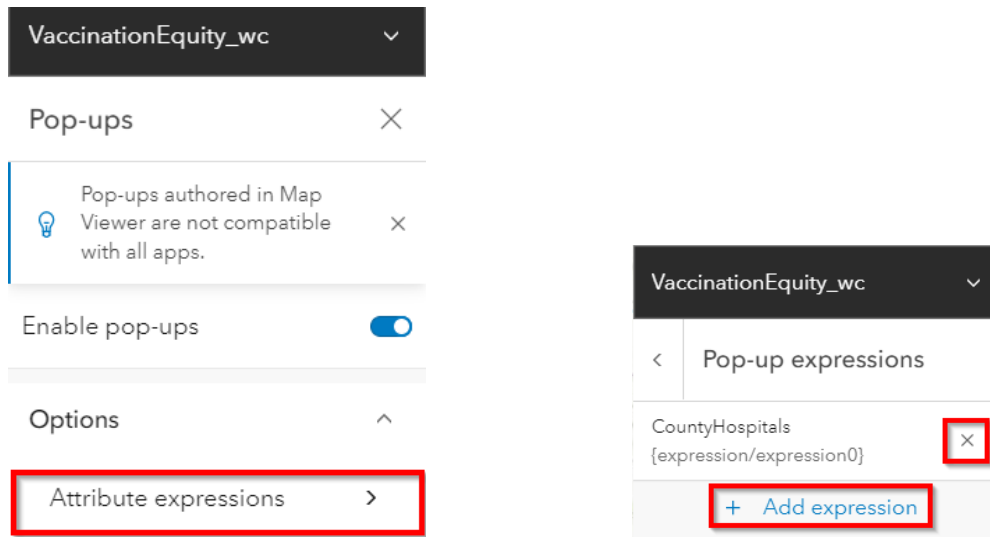 VaccinationEquity_wc
Pop-ups
Pop-ups authored in Map
Viewer are not compatible
with all apps.
Enable pop-ups
Options
Attribute expressions
VaccinationEquity_wc
Pop-up expressions
CountyHospitals
{expression/expression0}
+ Add expression